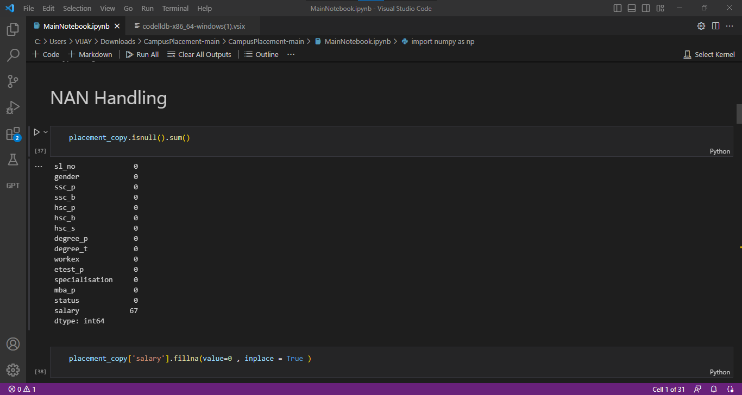 File Edit Selection View Go Run Terminal Help
MainNotebook.ipynb - Visual Studio Code
MainNotebook.ipynb codelldb-x86_64-windows(1).vsix
C: > Users > VIJAY > Downloads > CampusPlacement-main > CampusPlacement-main > MainNotebook.ipynb > import numpy as np
+ Code + Markdown Run All Clear All Outputs Outline ... Select Kernel
NAN Handling
placement_copy.isnull().sum()
[37] Python
sl_no 0
gender 0
ssc_p 0
ssc_b 0
hsc_p 0
hsc_b 0
hsc_s 0
degree_p 0
degree_t 0
workex 0
etest_p 0
specialisation 0
mba_p 0
status 0
salary 67
dtype: int64
placement_copy['salary'].fillna(value=0 , inplace = True )
[38] Python
2
GPT
0 1 Cell 1 of 31